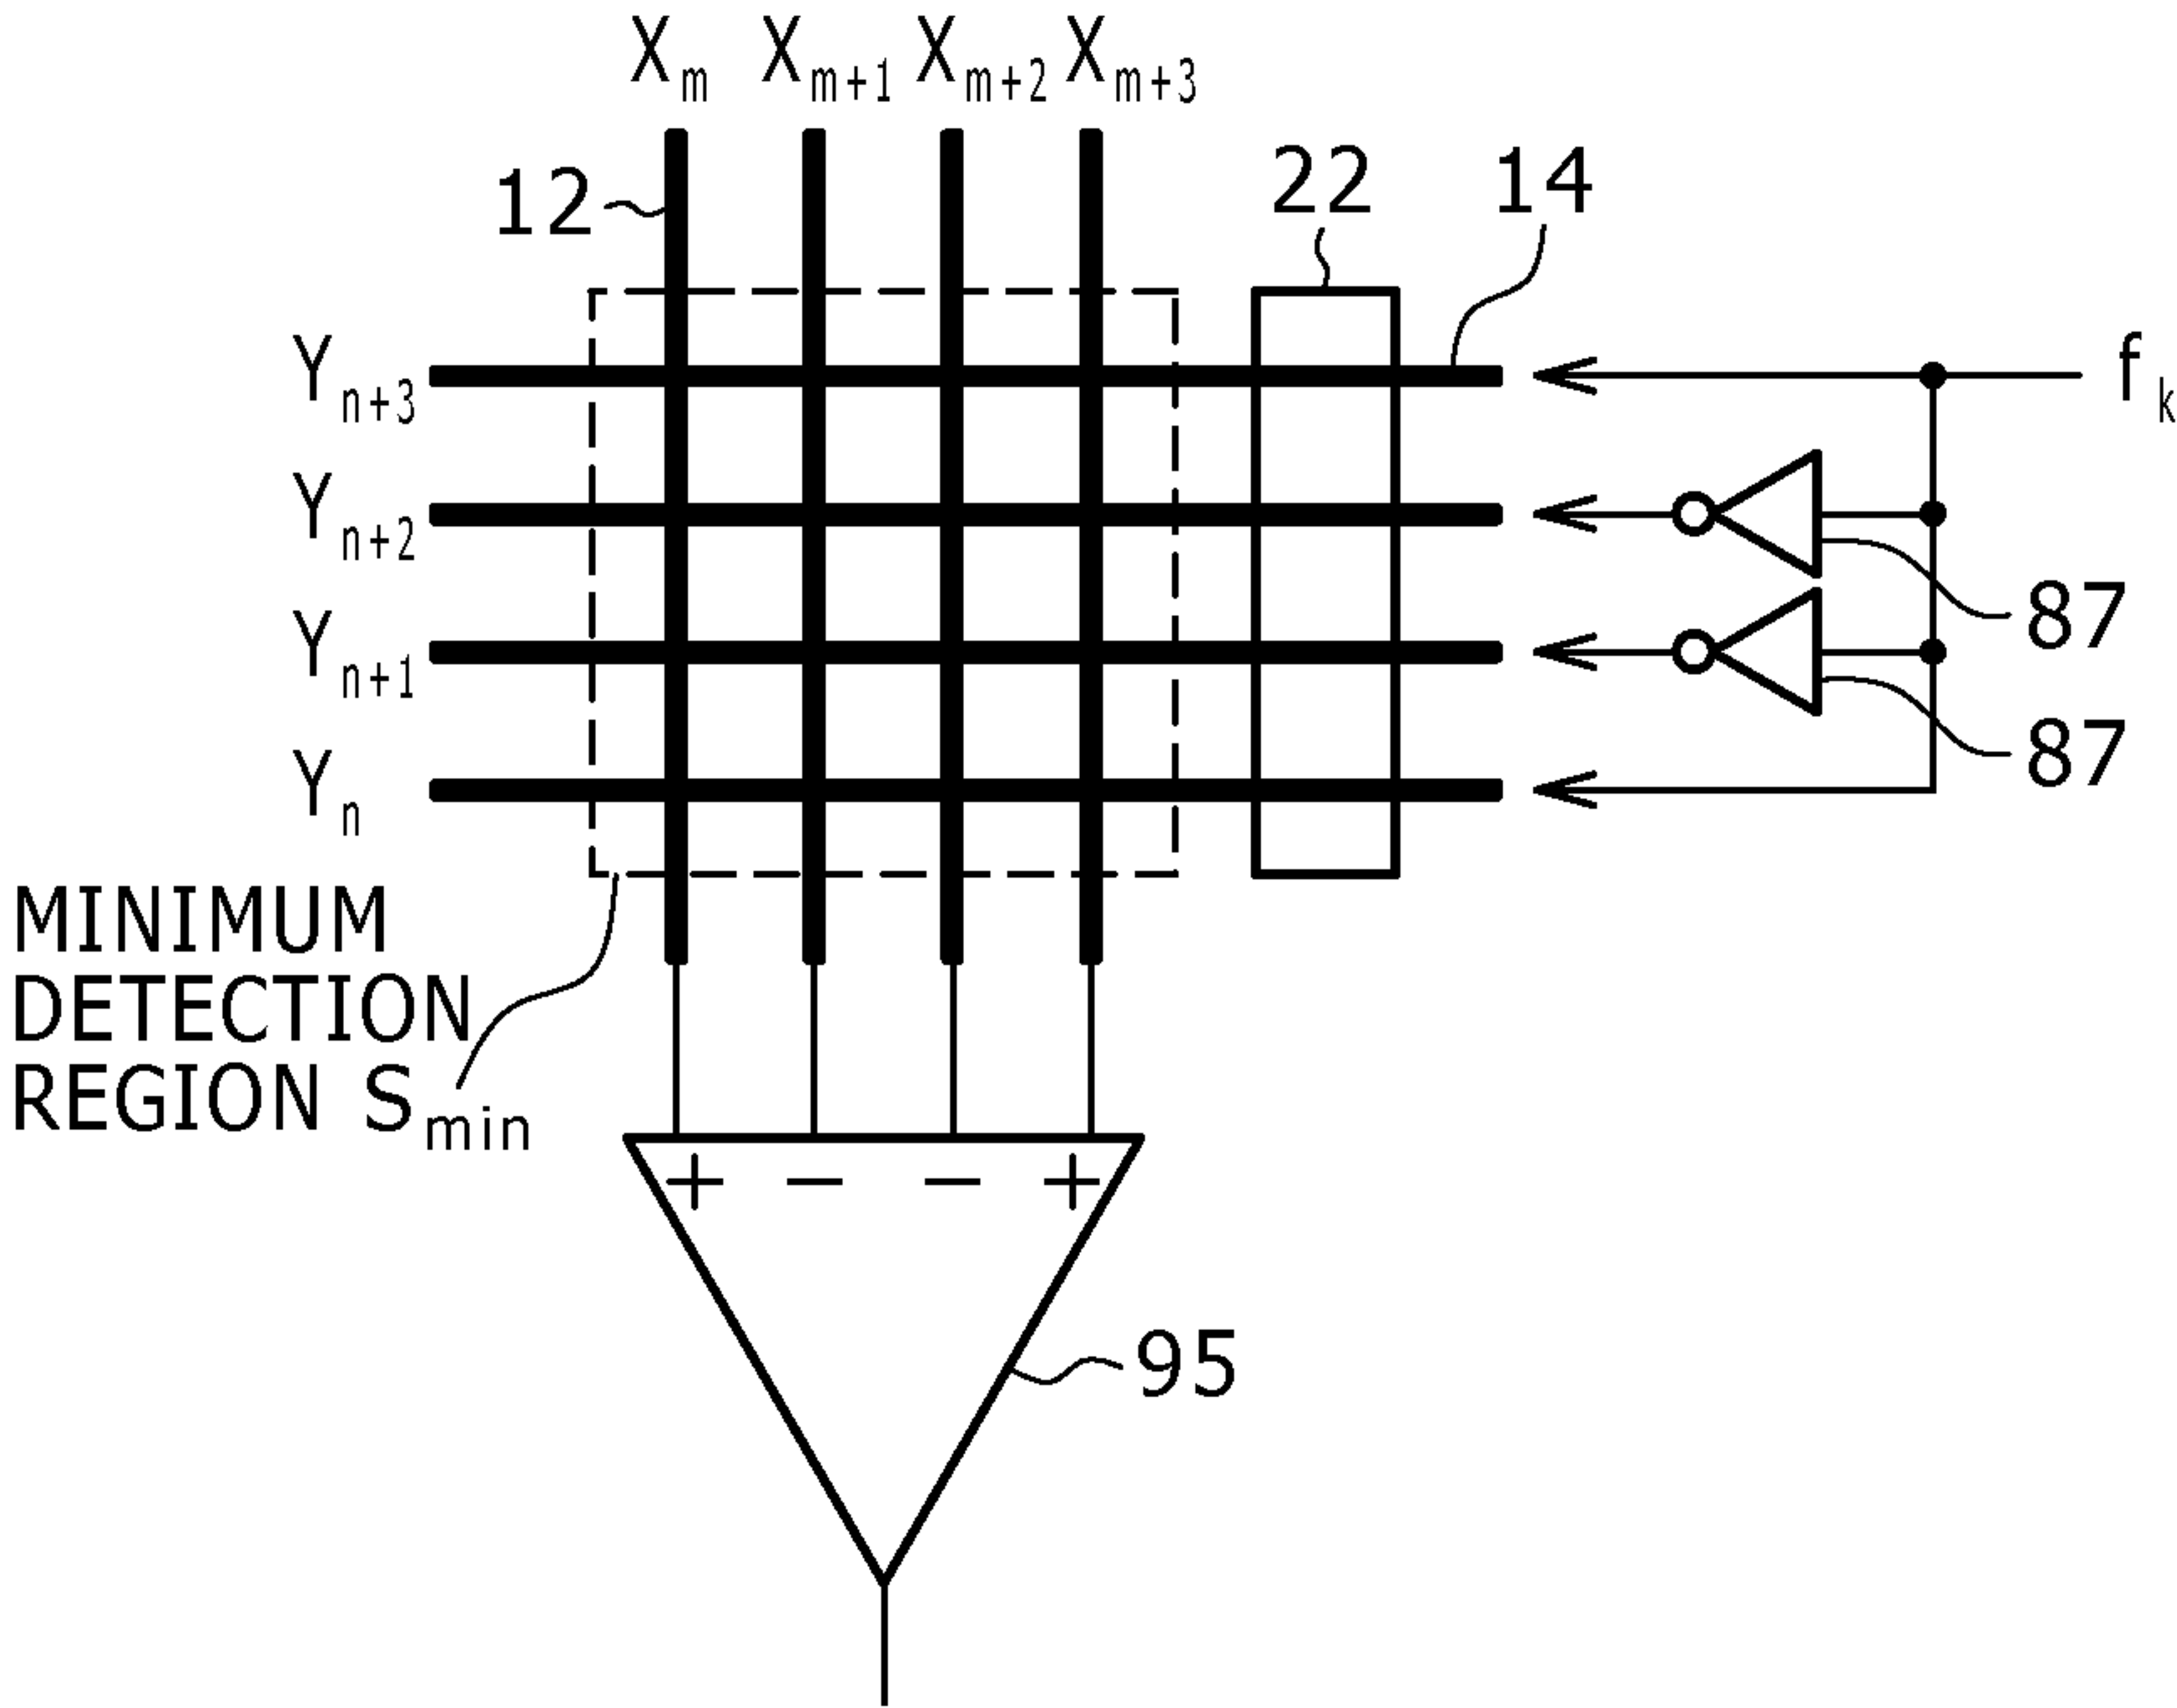 Xm Xm+1 Xm+2 Xm+3
12 22 14
Yn+3 fk
Yn+2
87
Yn+1
87
Yn
MINIMUM
DETECTION
REGION Smin
+ − − +
95